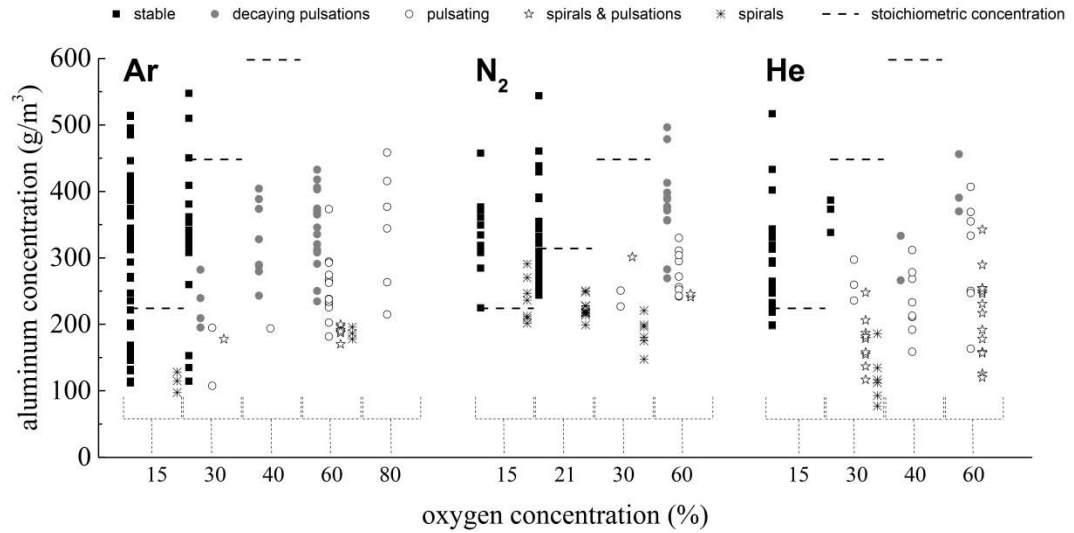 stable decaying pulsations pulsating spirals & pulsations spirals stoichiometric concentration
600
Ar N₂ He
500
400
300
200
100
0
aluminum concentration (g/m³)
15 30 40 60 80 15 21 30 60 15 30 40 60
oxygen concentration (%)